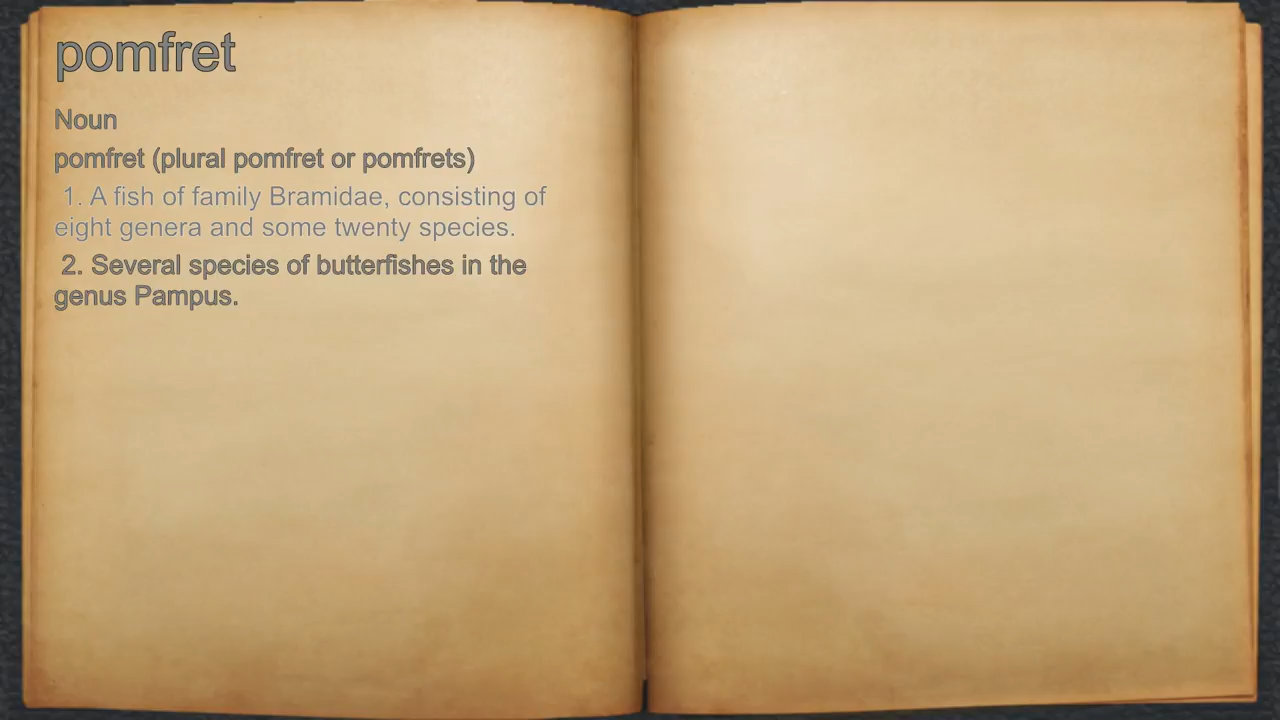 pomfret
Noun
pomfret (plural pomfret or pomfrets)
1. A fish of family Bramidae, consisting of
eight genera and some twenty species.
2. Several species of butterfishes in the
genus Pampus.